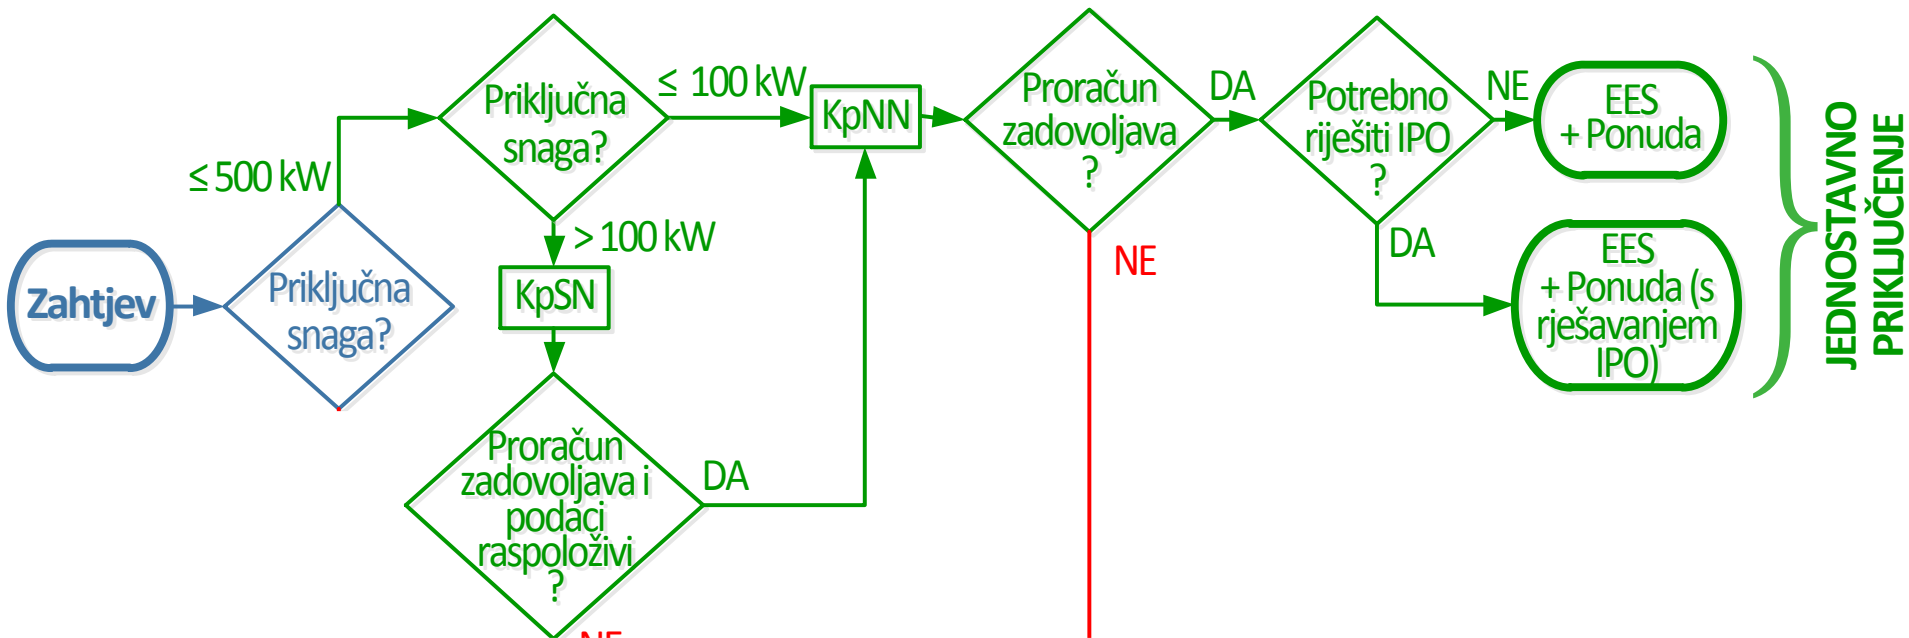 Zahtjev
Priključna
snaga?
≤ 500 kW
Priključna
snaga?
≤ 100 kW
> 100 kW
KpSN
Proračun
zadovoljava i
podaci
raspoloživi
?
DA
NE
KpNN
Proračun
zadovoljava
?
DA
NE
Potrebno
riješiti IPO
?
NE
DA
EES
+ Ponuda
EES
+ Ponuda (s
rješavanjem
IPO)
JEDNOSTAVNO
PRIKLJUČENJE